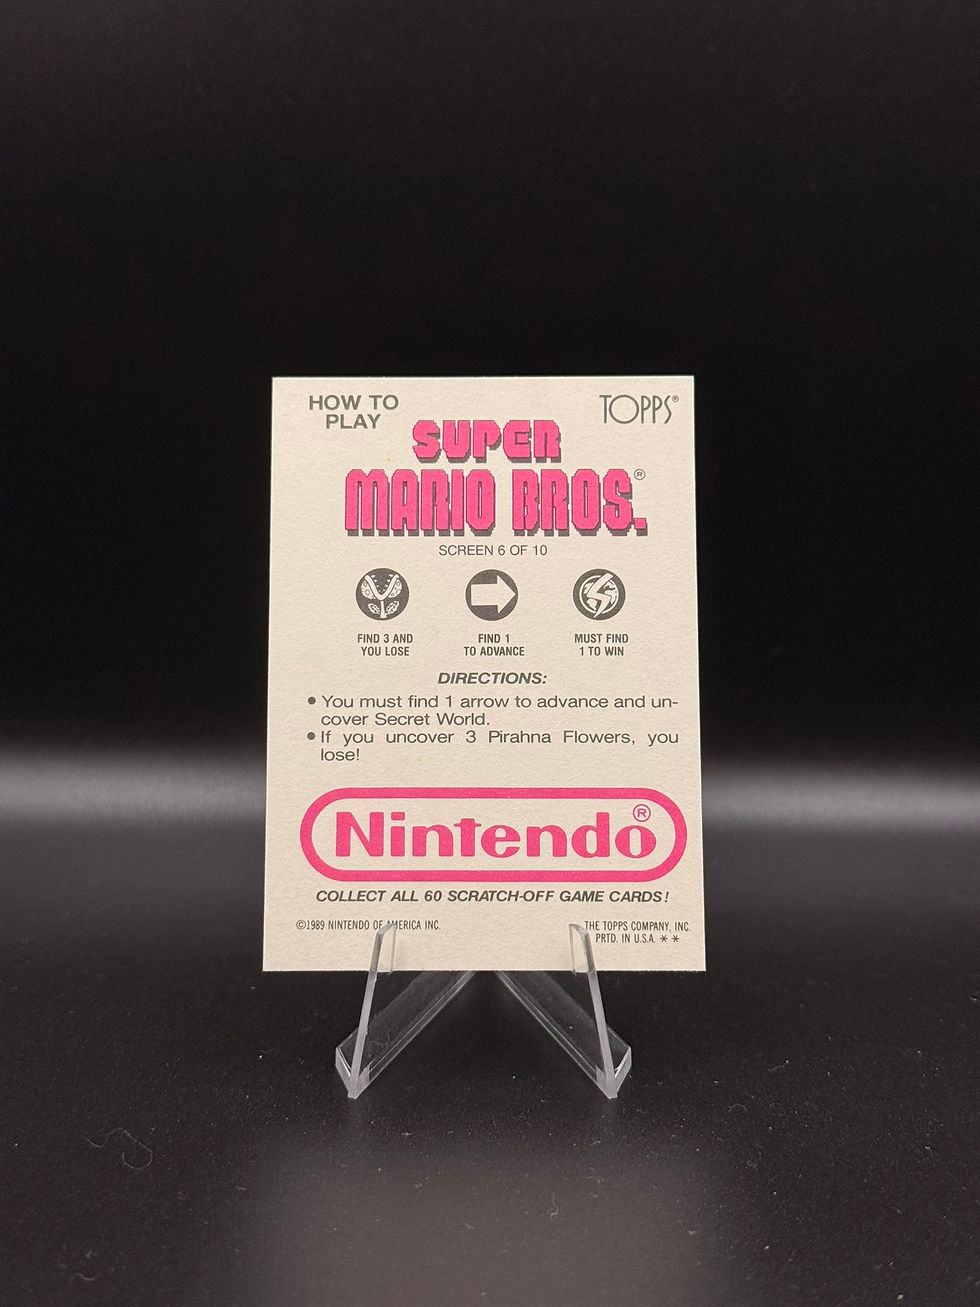 HOW TO
PLAY
TOPPS®
SUPER
MARIO BROS.®
SCREEN 6 OF 10
FIND 3 AND
YOU LOSE
FIND 1
TO ADVANCE
MUST FIND
1 TO WIN
DIRECTIONS:
• You must find 1 arrow to advance and un-
cover Secret World.
• If you uncover 3 Pirahna Flowers, you
lose!
Nintendo®
COLLECT ALL 60 SCRATCH-OFF GAME CARDS!
©1989 NINTENDO OF AMERICA INC.
THE TOPPS COMPANY, INC.
PRTD. IN U.S.A. * *